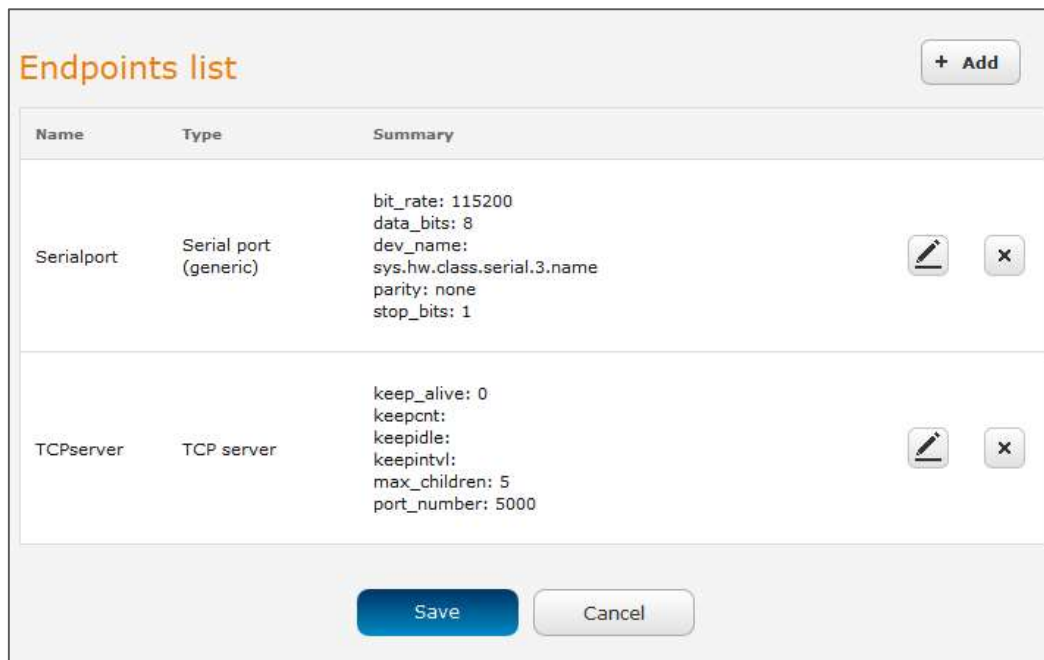 Endpoints list
+ Add
Name Type Summary
Serialport
Serial port
(generic)
bit_rate: 115200
data_bits: 8
dev_name:
sys.hw.class.serial.3.name
parity: none
stop_bits: 1
TCPserver
TCP server
keep_alive: 0
keepcnt:
keepidle:
keepintvl:
max_children: 5
port_number: 5000
Save
Cancel